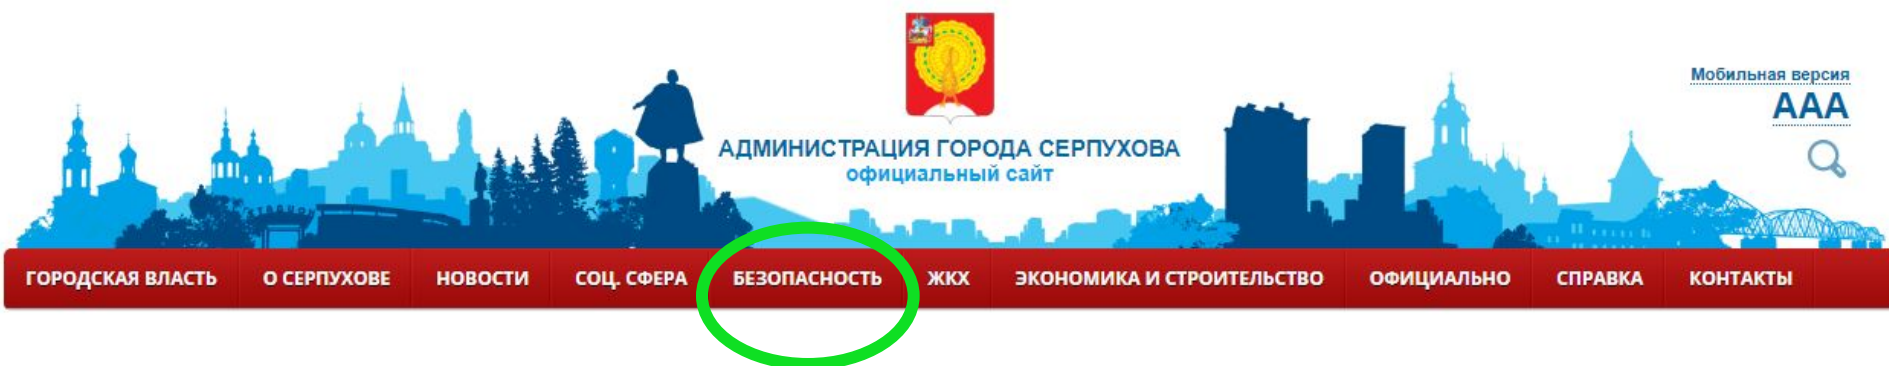 Мобильная версия
ААА
АДМИНИСТРАЦИЯ ГОРОДА СЕРПУХОВА
официальный сайт
ГОРОДСКАЯ ВЛАСТЬ О СЕРПУХОВЕ НОВОСТИ СОЦ. СФЕРА БЕЗОПАСНОСТЬ ЖКХ ЭКОНОМИКА И СТРОИТЕЛЬСТВО ОФИЦИАЛЬНО СПРАВКА КОНТАКТЫ